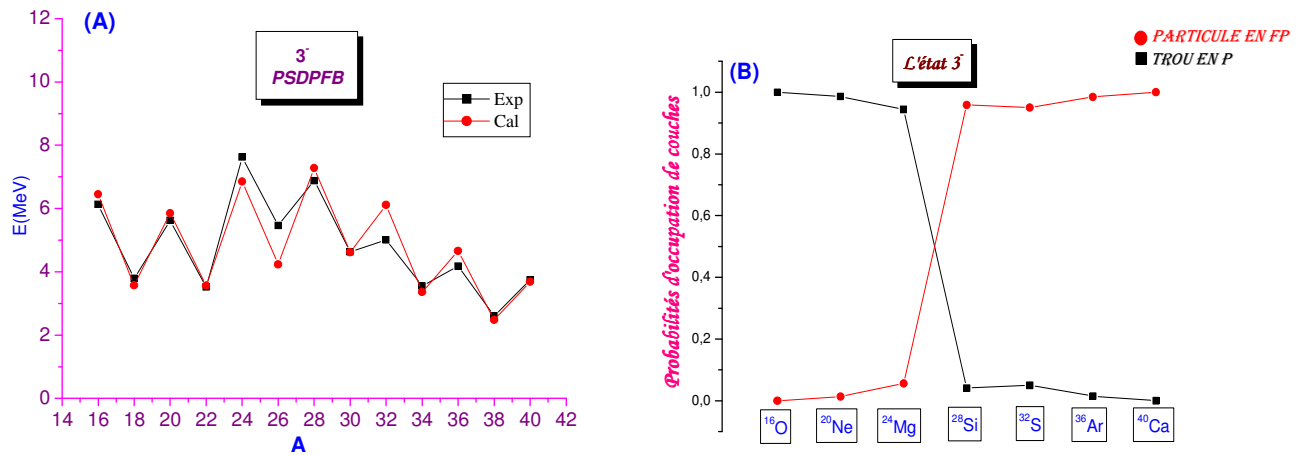 (A)
3⁻
PSDPFB
Exp
Cal
E(MeV)
12
10
8
6
4
2
0
14 16 18 20 22 24 26 28 30 32 34 36 38 40 42
A
PARTICULE EN FP
TROU EN P
(B)
L'état 3⁻
Probabilités d'occupation de couches
1,0
0,8
0,6
0,4
0,2
0,0
¹⁶O ²⁰Ne ²⁴Mg ²⁸Si ³²S ³⁶Ar ⁴⁰Ca